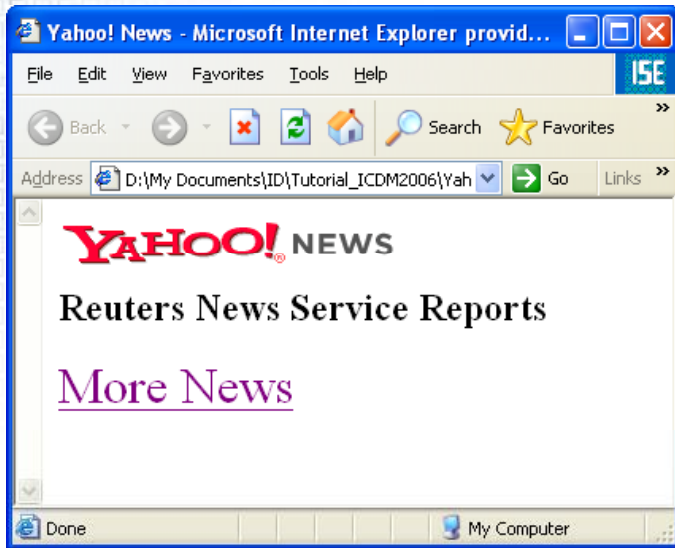 Yahoo! News - Microsoft Internet Explorer provid...
File Edit View Favorites Tools Help
ISE
Back Search Favorites »
Address D:\My Documents\ID\Tutorial_ICDM2006\Yah Go Links »
YAHOO!® NEWS
Reuters News Service Reports
More News
Done My Computer